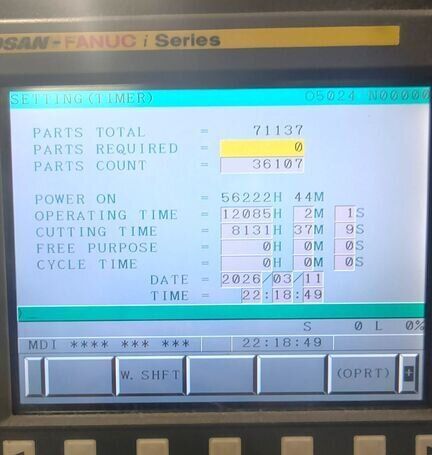 OSAN-FANUC i Series
SETTING(TIMER) O5024 N00000
PARTS TOTAL = 71137
PARTS REQUIRED = 0
PARTS COUNT = 36107
POWER ON = 56222H 44M
OPERATING TIME = 12085H 2M 1S
CUTTING TIME = 8131H 37M 9S
FREE PURPOSE = 0H 0M 0S
CYCLE TIME = 0H 0M 0S
DATE = 2026/03/11
TIME = 22:18:49
>_
S 0 L 0%
MDI **** *** *** 22:18:49
W. SHFT (OPRT) +